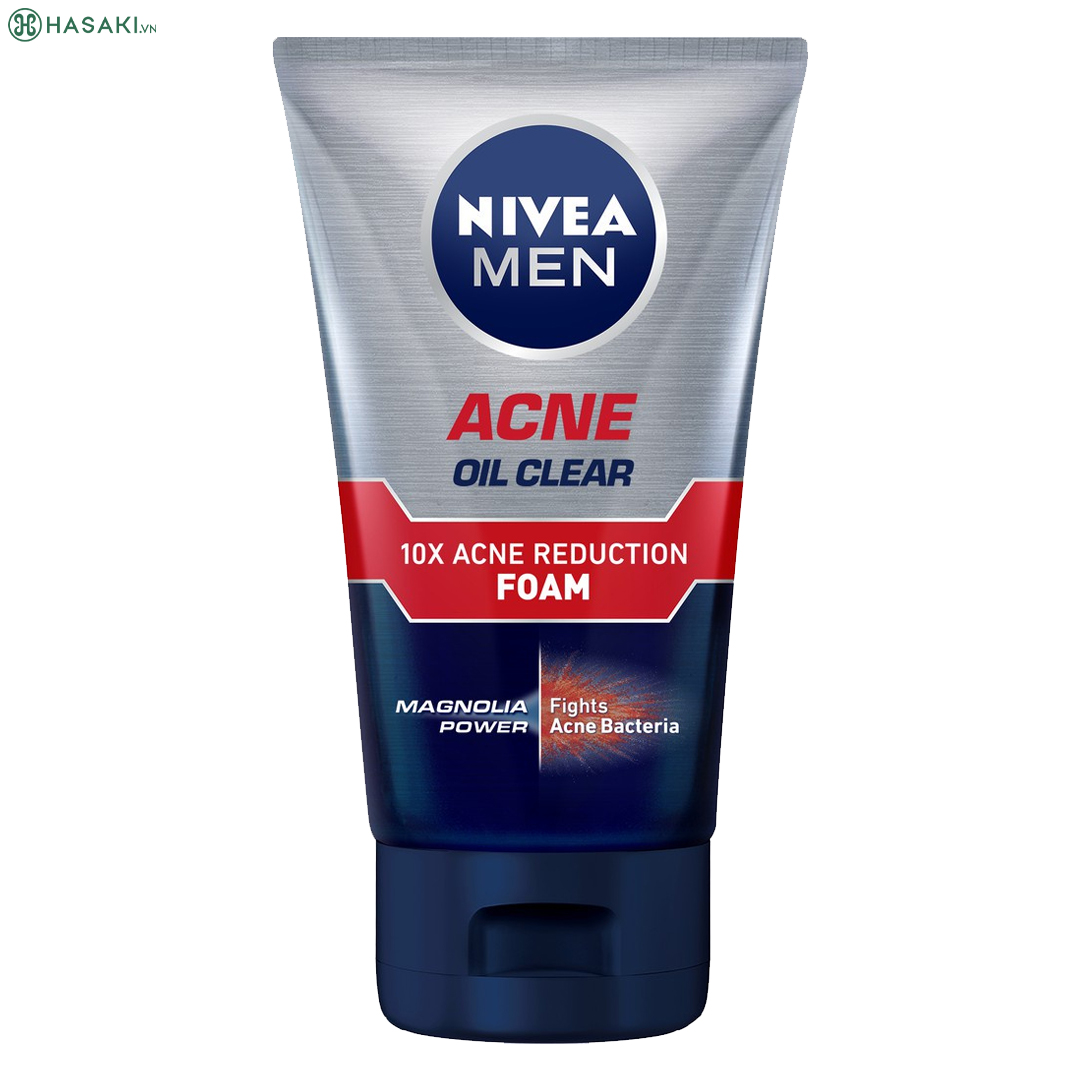 HASAKI.VN
NIVEA
MEN
ACNE
OIL CLEAR
10X ACNE REDUCTION
FOAM
MAGNOLIA
POWER
Fights
Acne Bacteria